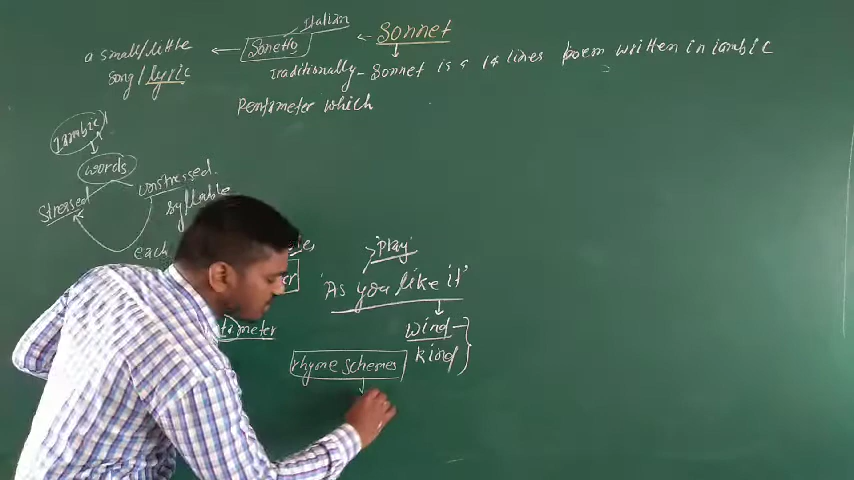 Italian
Sonnet
Sonetto
a small/little
song/lyric
Traditionally - Sonnet is a 14 lines poem written in iambic
Pentameter which
Iambic
words
Stressed
unstressed.
syllable
each
'play'
'As you like it'
wind
kind
rhyme schemes